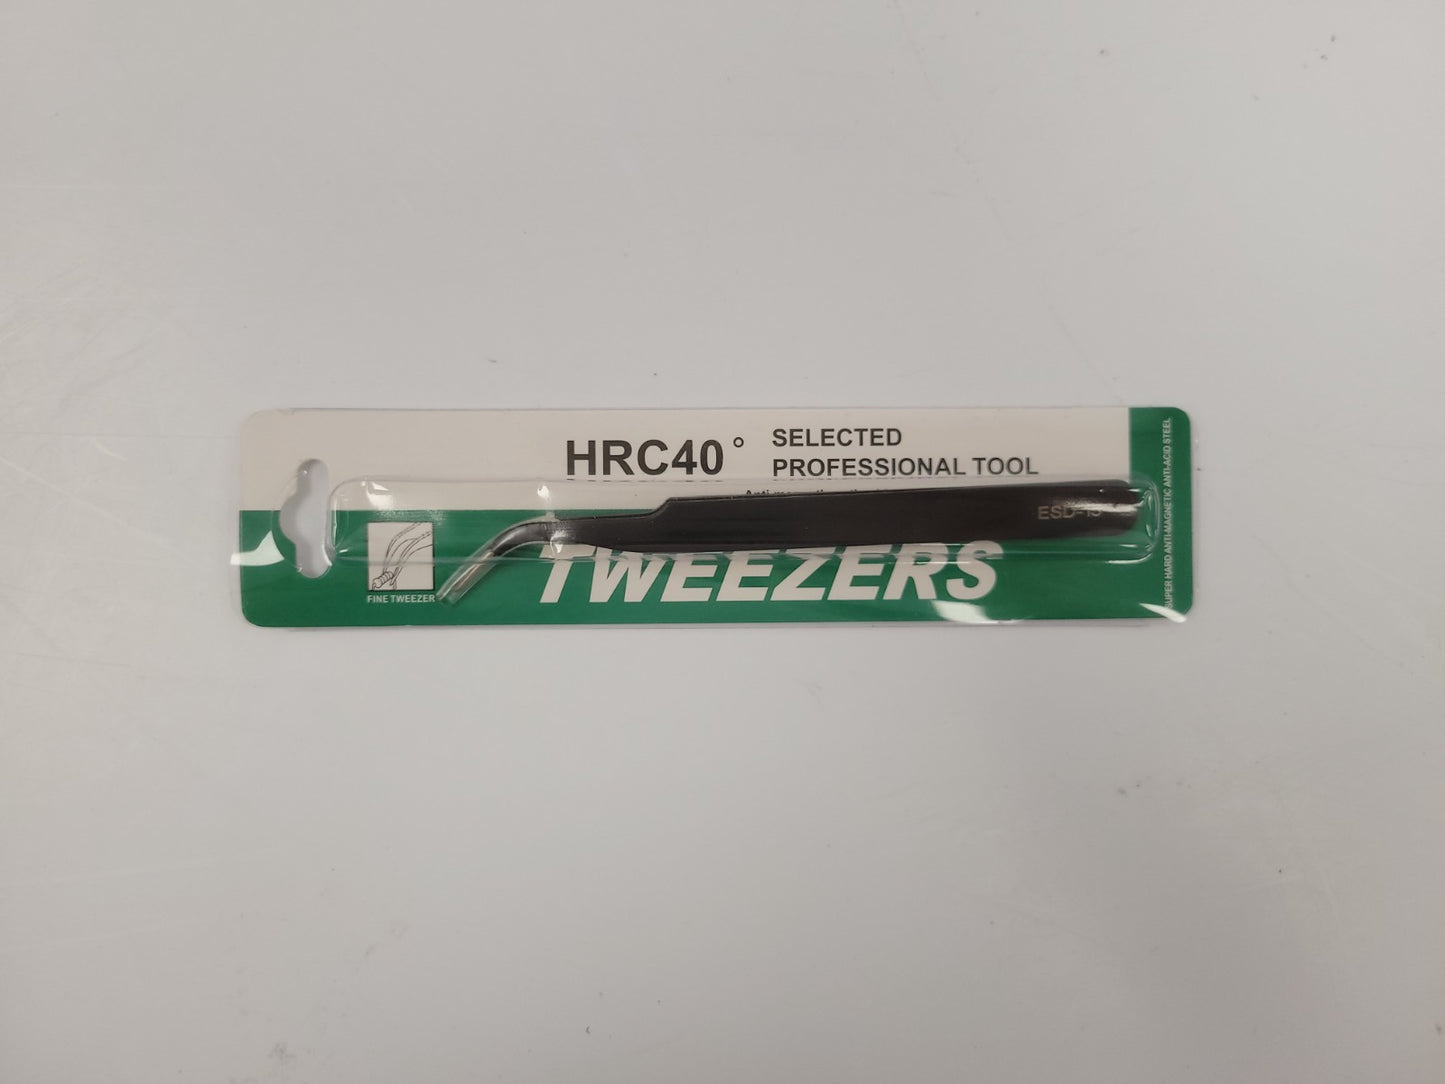 HRC40°
SELECTED
PROFESSIONAL TOOL
TWEEZERS
FINE TWEEZER
SUPER HARD ANTI-MAGNETIC ANTI-ACID STEEL